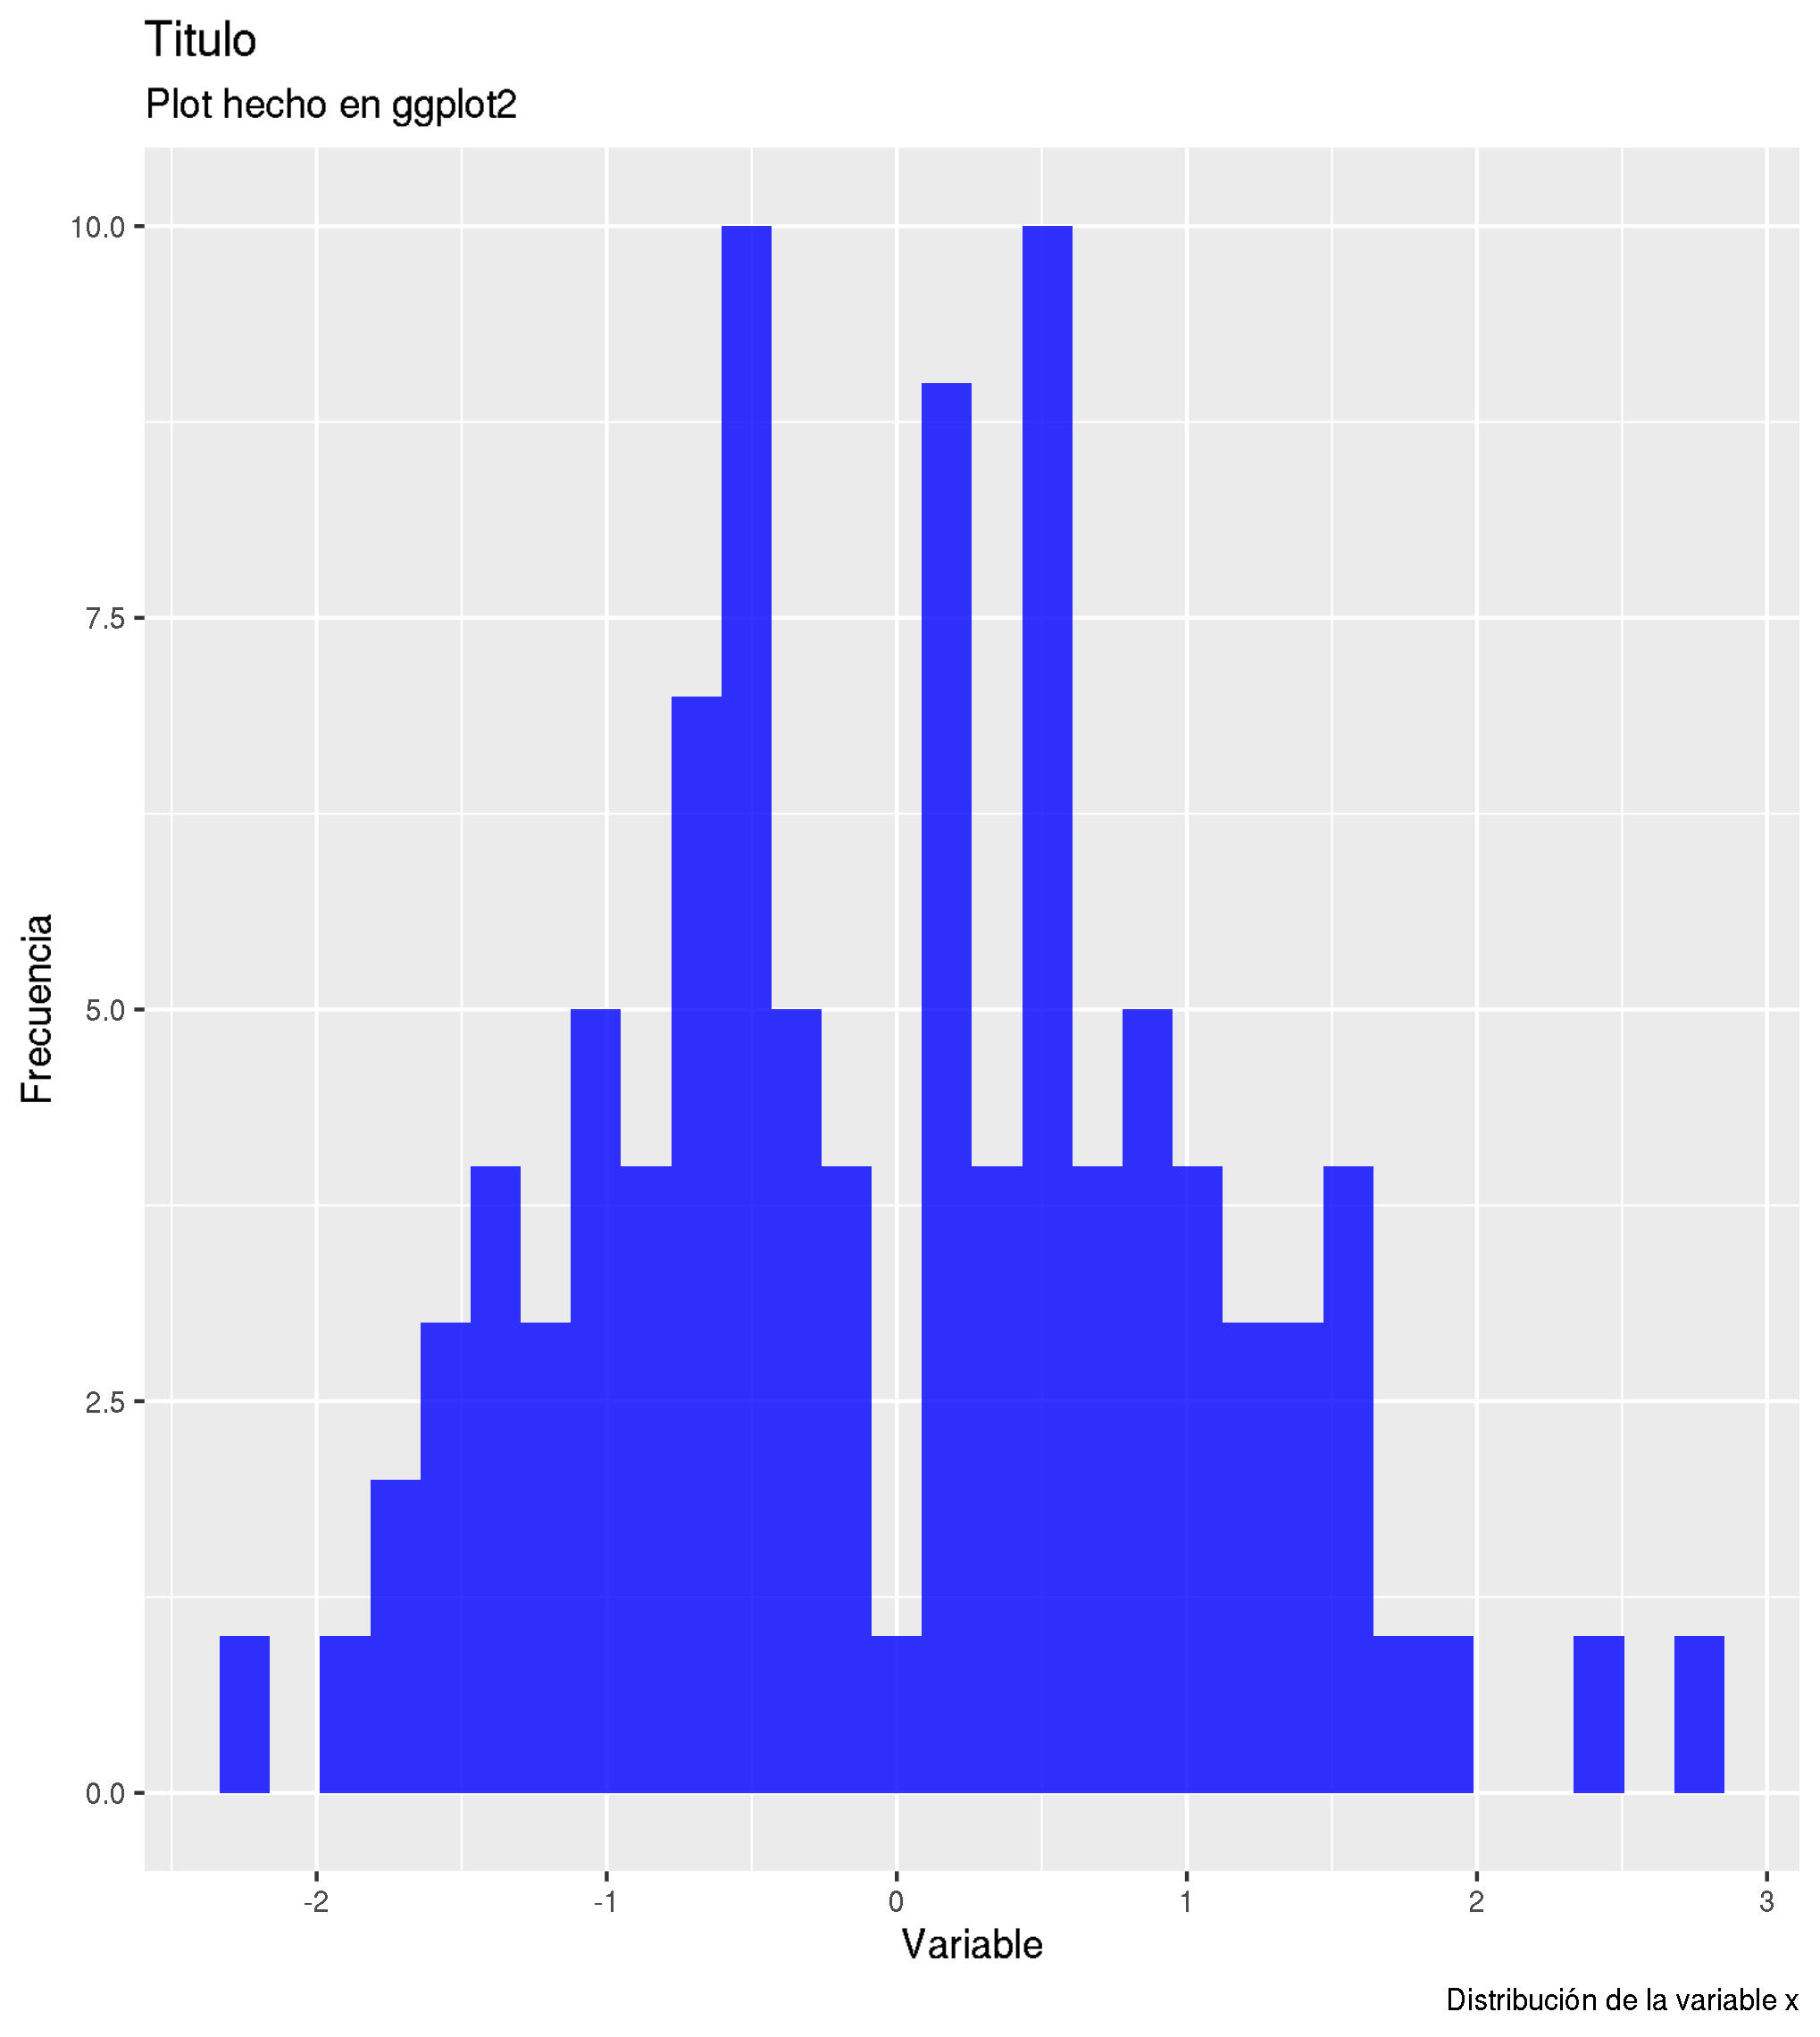 Titulo
Plot hecho en ggplot2
10.0
7.5
5.0
2.5
0.0
Frecuencia
-2 -1 0 1 2 3
Variable
Distribución de la variable x